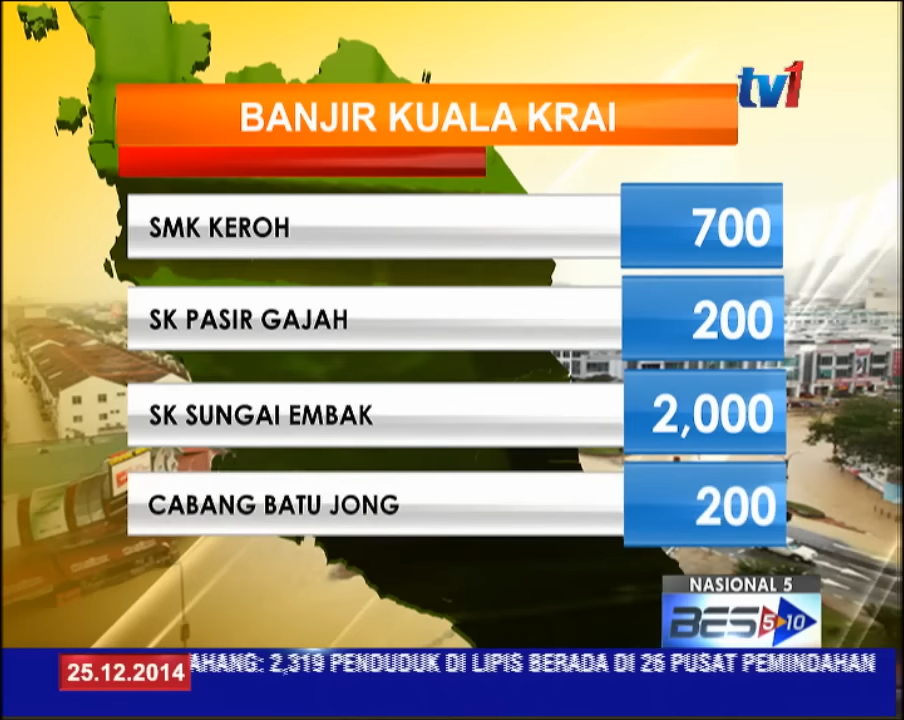 tv1
BANJIR KUALA KRAI
SMK KEROH 700
SK PASIR GAJAH 200
SK SUNGAI EMBAK 2,000
CABANG BATU JONG 200
NASIONAL 5
BES 5 10
25.12.2014 AHANG: 2,319 PENDUDUK DI LIPIS BERADA DI 26 PUSAT PEMINDAHAN